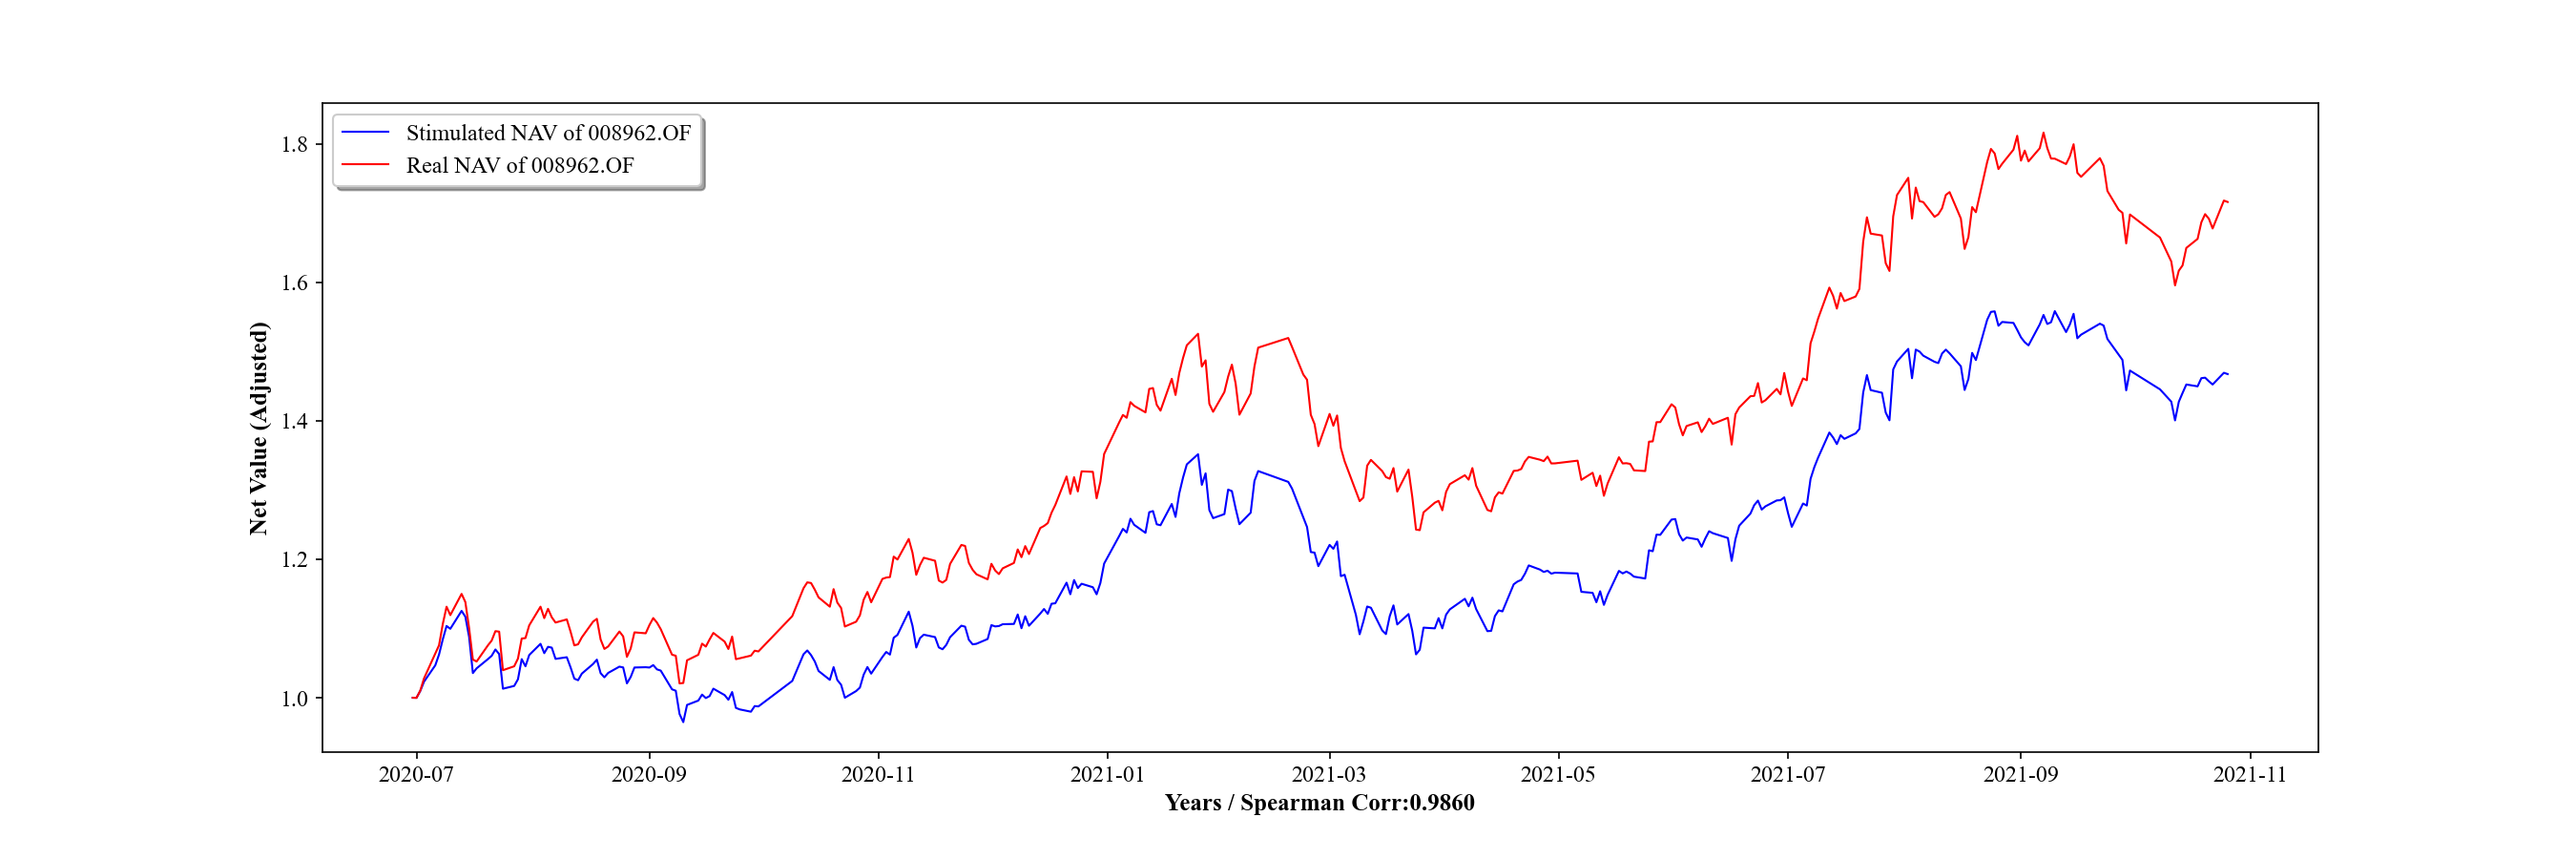 Stimulated NAV of 008962.OF
Real NAV of 008962.OF
1.8
1.6
1.4
1.2
1.0
Net Value (Adjusted)
2020-07 2020-09 2020-11 2021-01 2021-03 2021-05 2021-07 2021-09 2021-11
Years / Spearman Corr:0.9860